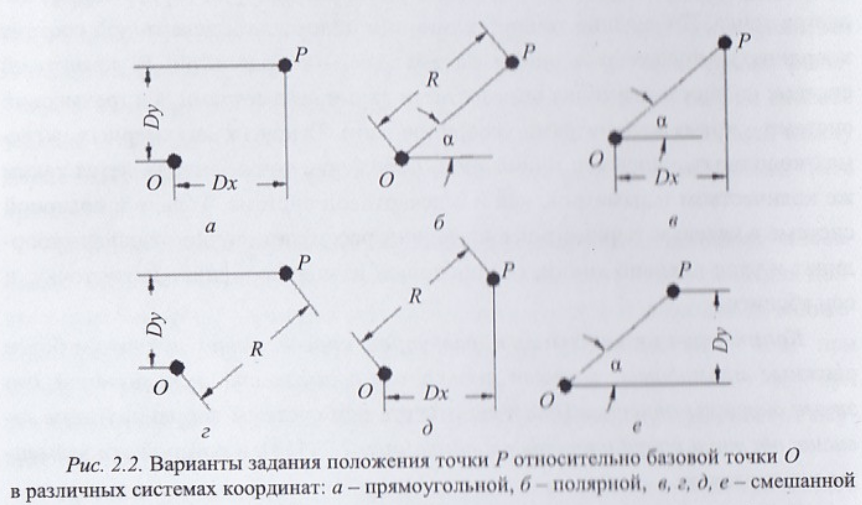 P
Dy
O
Dx
а
P
R
α
O
б
P
α
O
Dx
в
P
Dy
R
O
г
P
R
O
Dx
д
P
Dy
α
O
е
Рис. 2.2. Варианты задания положения точки P относительно базовой точки O
в различных системах координат: а – прямоугольной, б – полярной, в, г, д, е – смешанной